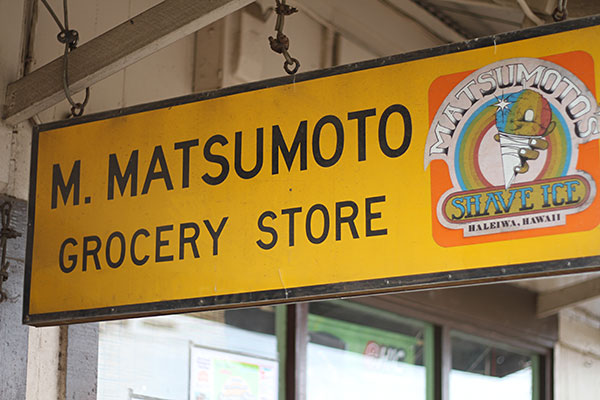 M. MATSUMOTO
GROCERY STORE
MATSUMOTO'S
SHAVE ICE
HALEIWA, HAWAII